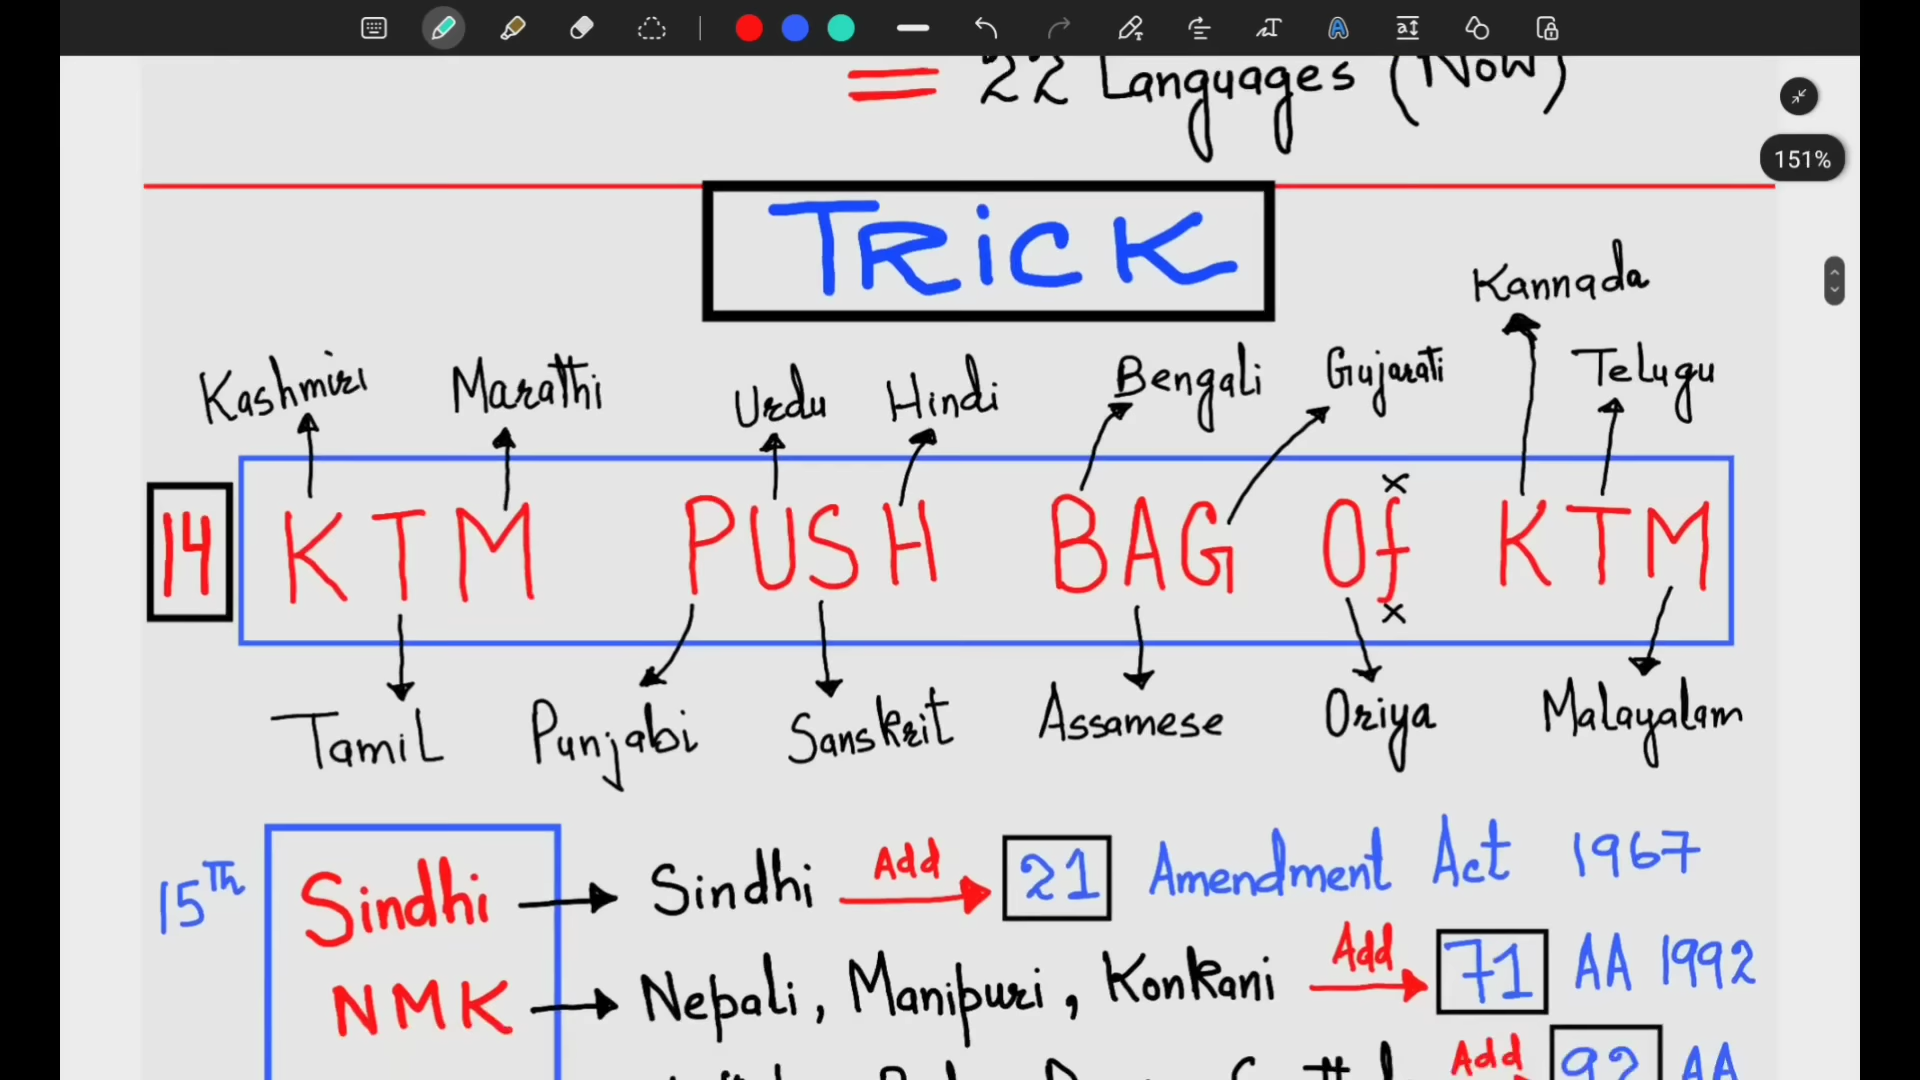 = 22 Languages (Now)
151%
TRiCK
Kannada
Kashmiri Marathi Urdu Hindi Bengali Gujarati Telugu
14 KTM PUSH BAG Of KTM
x
x
Tamil Punjabi Sanskrit Assamese Oriya Malayalam
15Th Sindhi → Sindhi Add → 21 Amendment Act 1967
NMK → Nepali, Manipuri, Konkani Add → 71 AA 1992
Add 92 AA